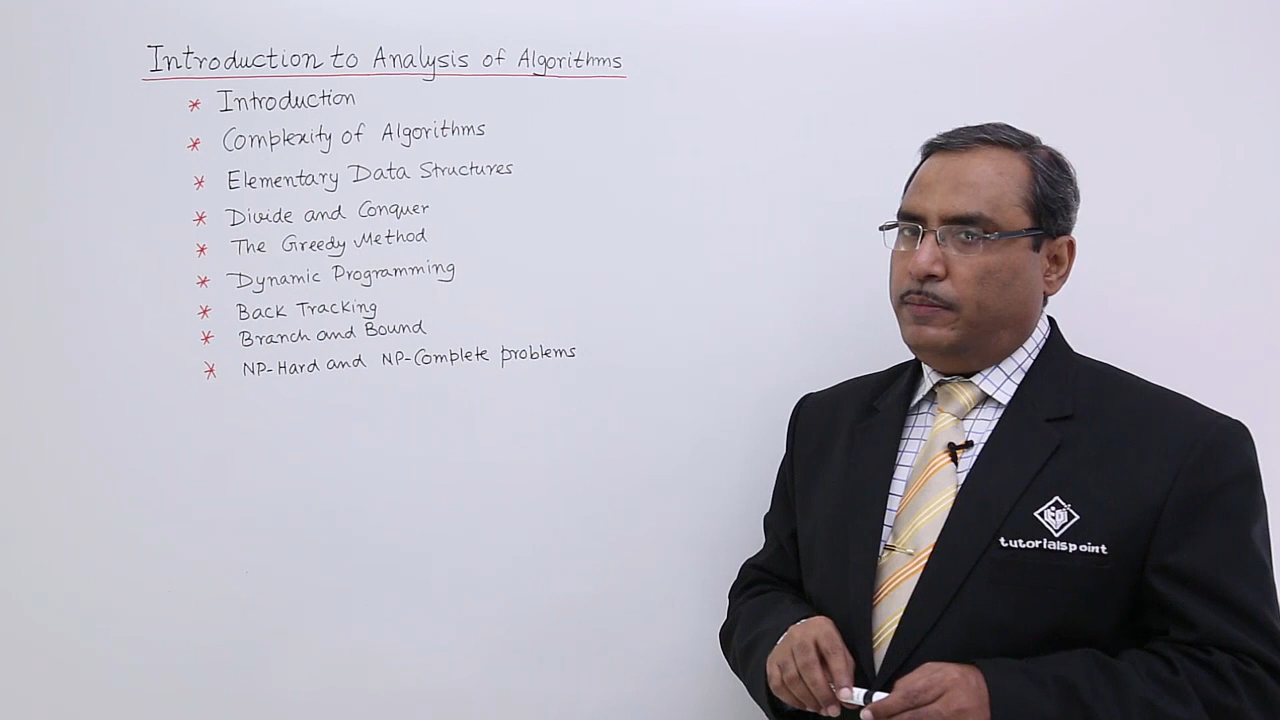 Introduction to Analysis of Algorithms
* Introduction
* Complexity of Algorithms
* Elementary Data Structures
* Divide and Conquer
* The Greedy Method
* Dynamic Programming
* Back Tracking
* Branch and Bound
* NP-Hard and NP-Complete problems
tutorialspoint